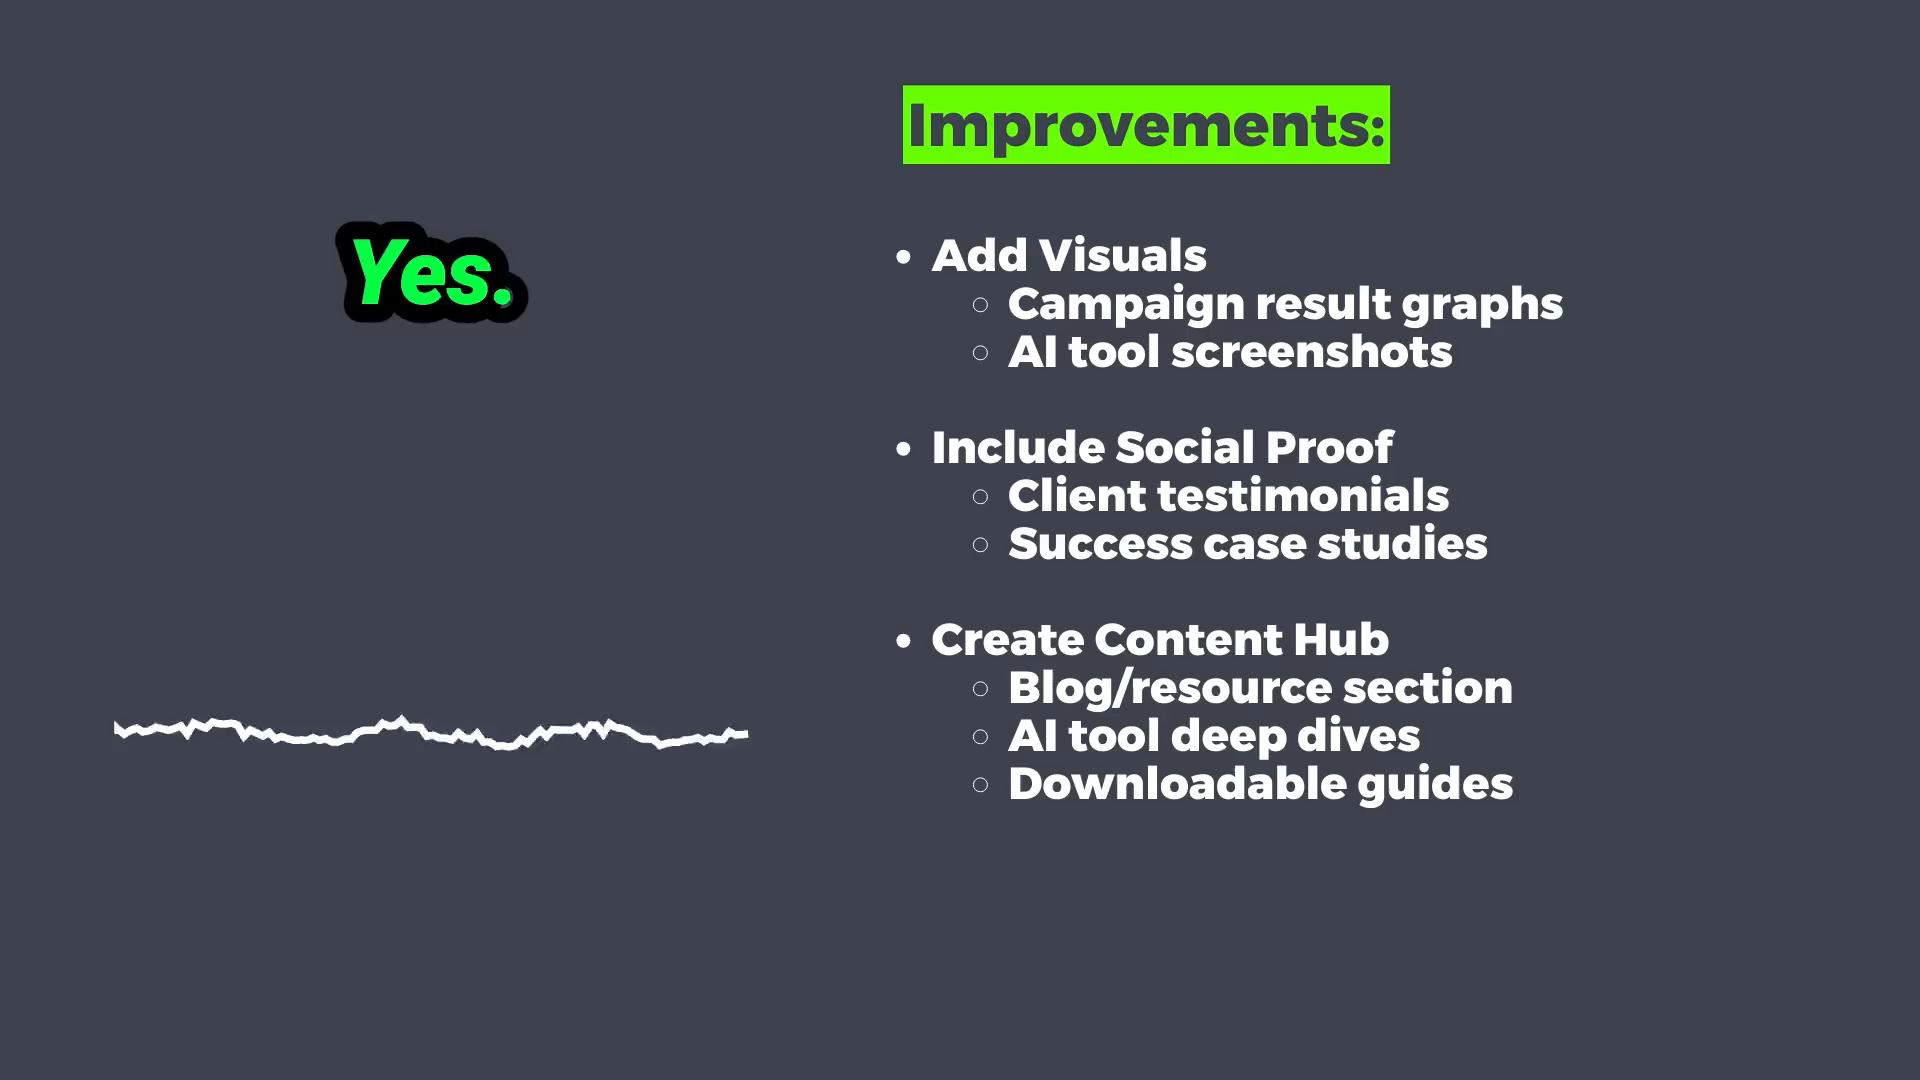 Yes.
Improvements:
Add Visuals
Campaign result graphs
AI tool screenshots
Include Social Proof
Client testimonials
Success case studies
Create Content Hub
Blog/resource section
AI tool deep dives
Downloadable guides